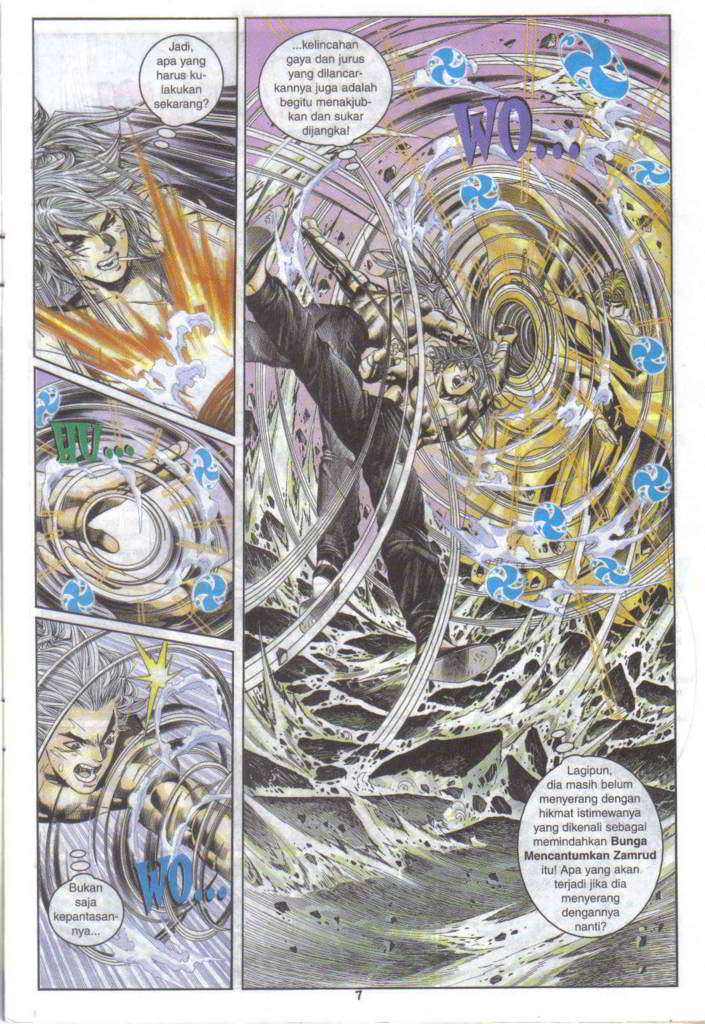 Jadi,
apa yang
harus ku-
lakukan
sekarang?
HU...
Bukan
saja
kepantasan-
nya...
WO...
...kelincahan
gaya dan jurus
yang dilancar-
kannya juga adalah
begitu menakjub-
kan dan sukar
dijangka!
WO...
Lagipun,
dia masih belum
menyerang dengan
hikmat istimewanya
yang dikenali sebagai
memindahkan Bunga
Mencantumkan Zamrud
itu! Apa yang akan
terjadi jika dia
menyerang
dengannya
nanti?
7